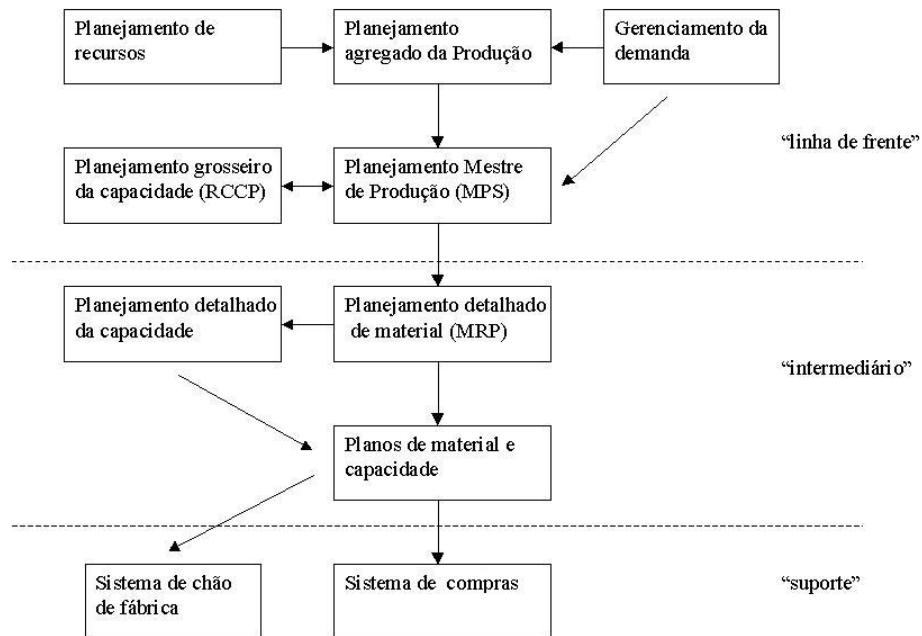 Planejamento de
recursos
Planejamento
agregado da Produção
Gerenciamento da
demanda
“linha de frente”
Planejamento grosseiro
da capacidade (RCCP)
Planejamento Mestre
de Produção (MPS)
Planejamento detalhado
da capacidade
Planejamento detalhado
de material (MRP)
“intermediário”
Planos de material e
capacidade
Sistema de chão
de fábrica
Sistema de compras
“suporte”